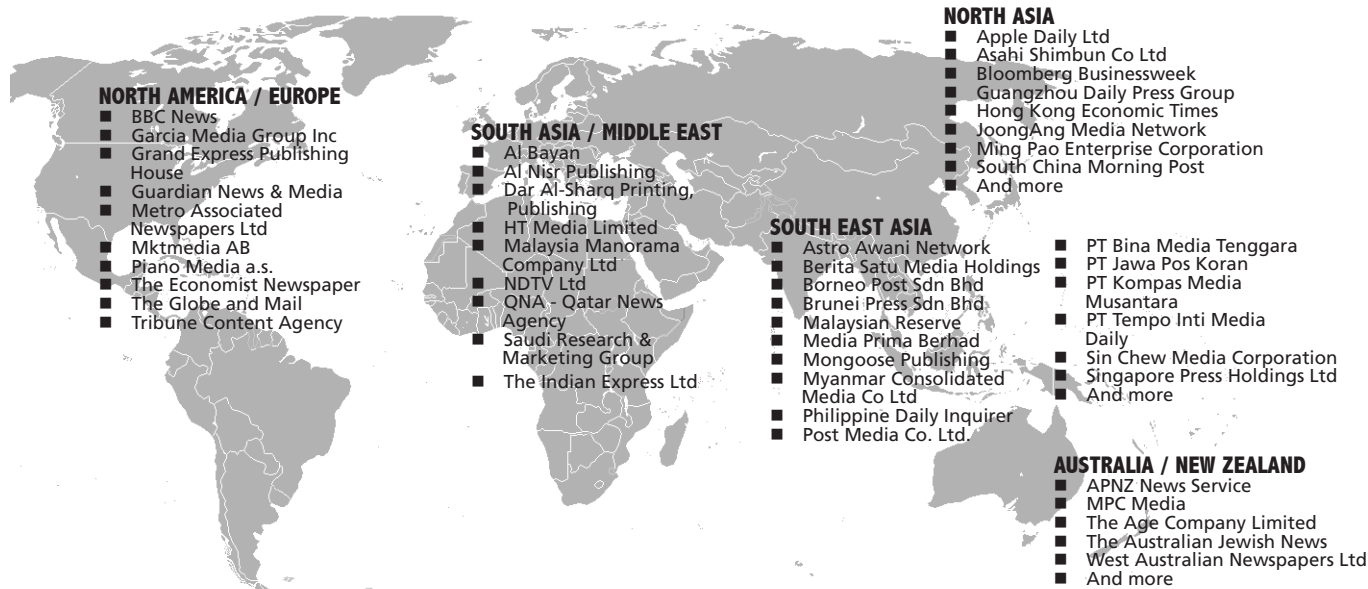 NORTH AMERICA / EUROPE
■ BBC News
■ Garcia Media Group Inc
■ Grand Express Publishing
House
■ Guardian News & Media
■ Metro Associated
Newspapers Ltd
■ Mktmedia AB
■ Piano Media a.s.
■ The Economist Newspaper
■ The Globe and Mail
■ Tribune Content Agency
SOUTH ASIA / MIDDLE EAST
■ Al Bayan
■ Al Nisr Publishing
■ Dar Al-Sharq Printing,
Publishing
■ HT Media Limited
■ Malaysia Manorama
Company Ltd
■ NDTV Ltd
■ QNA - Qatar News
Agency
■ Saudi Research &
Marketing Group
■ The Indian Express Ltd
NORTH ASIA
■ Apple Daily Ltd
■ Asahi Shimbun Co Ltd
■ Bloomberg Businessweek
■ Guangzhou Daily Press Group
■ Hong Kong Economic Times
■ JoongAng Media Network
■ Ming Pao Enterprise Corporation
■ South China Morning Post
■ And more
SOUTH EAST ASIA
■ Astro Awani Network
■ Berita Satu Media Holdings
■ Borneo Post Sdn Bhd
■ Brunei Press Sdn Bhd
■ Malaysian Reserve
■ Media Prima Berhad
■ Mongoose Publishing
■ Myanmar Consolidated
Media Co Ltd
■ Philippine Daily Inquirer
■ Post Media Co. Ltd.
■ PT Bina Media Tenggara
■ PT Jawa Pos Koran
■ PT Kompas Media
Musantara
■ PT Tempo Inti Media
Daily
■ Sin Chew Media Corporation
■ Singapore Press Holdings Ltd
■ And more
AUSTRALIA / NEW ZEALAND
■ APNZ News Service
■ MPC Media
■ The Age Company Limited
■ The Australian Jewish News
■ West Australian Newspapers Ltd
■ And more